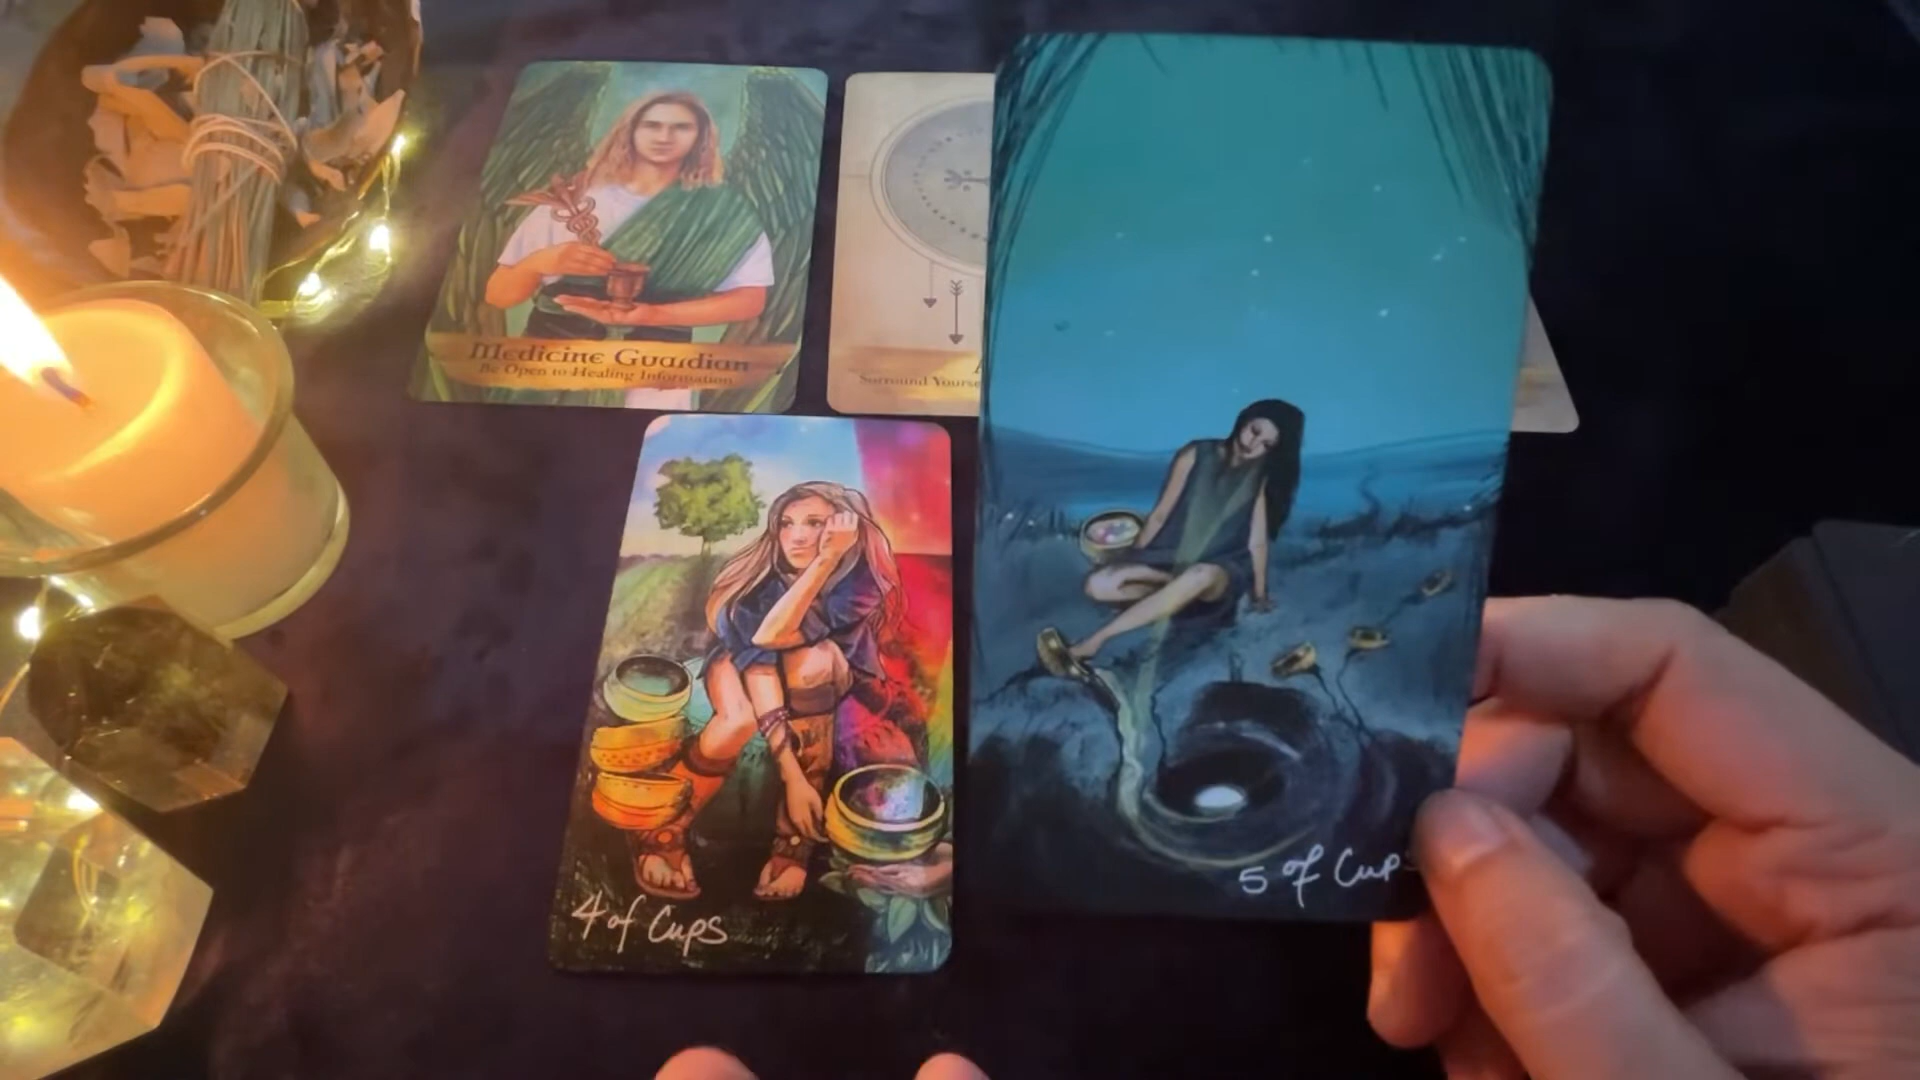 Medicine Guardian
Be Open to Healing Information
Surround Yourse
4 of Cups
5 of Cups